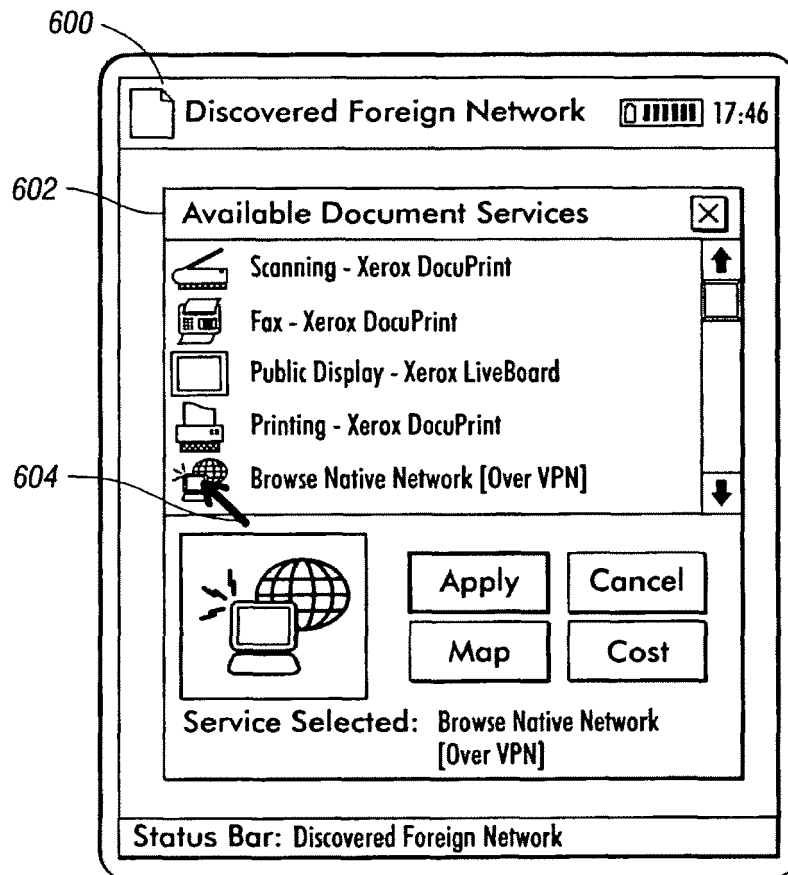 600
Discovered Foreign Network 17:46
602
Available Document Services
Scanning - Xerox DocuPrint
Fax - Xerox DocuPrint
Public Display - Xerox LiveBoard
Printing - Xerox DocuPrint
604
Browse Native Network [Over VPN]
Apply Cancel
Map Cost
Service Selected: Browse Native Network
[Over VPN]
Status Bar: Discovered Foreign Network